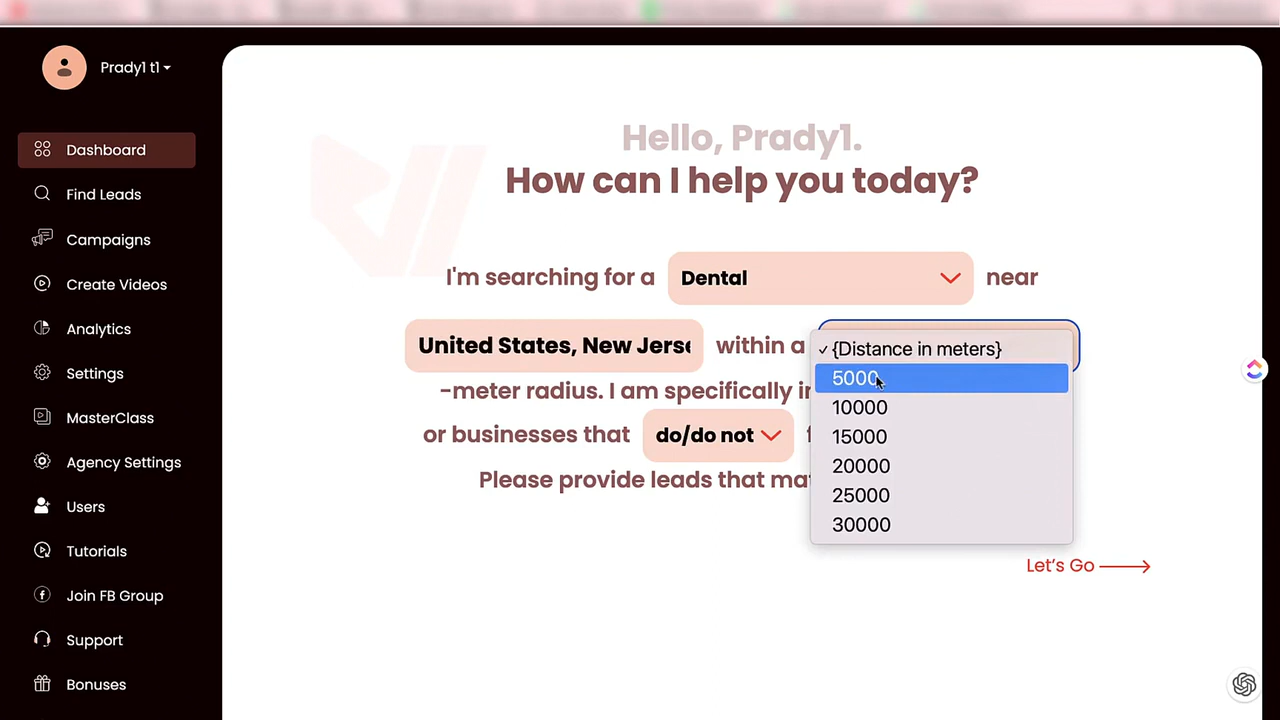 Prady1 t1
Dashboard
Find Leads
Campaigns
Create Videos
Analytics
Settings
MasterClass
Agency Settings
Users
Tutorials
Join FB Group
Support
Bonuses
Hello, Prady1.
How can I help you today?
I'm searching for a Dental near
United States, New Jerse within a
-meter radius. I am specifically
or businesses that do/do not
Please provide leads that
{Distance in meters}
5000
10000
15000
20000
25000
30000
Let's Go